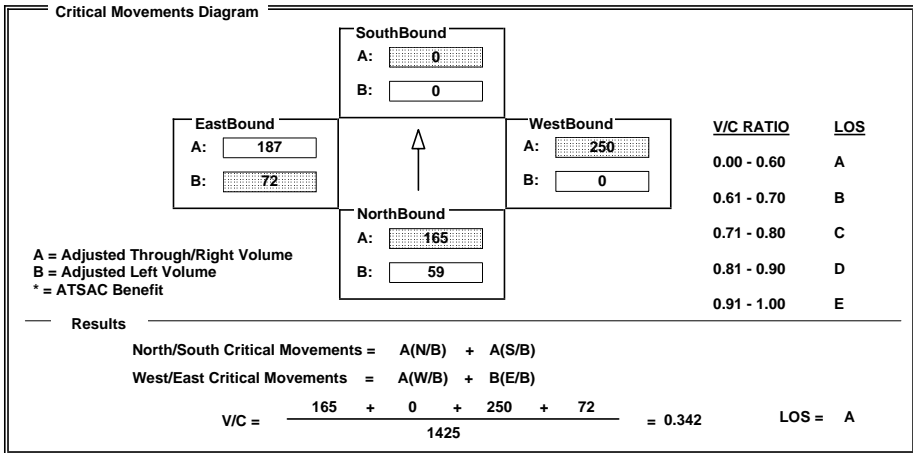 Critical Movements Diagram
SouthBound
A: 0
B: 0
EastBound
A: 187
B: 72
WestBound
A: 250
B: 0
NorthBound
A: 165
B: 59
V/C RATIO LOS
0.00 - 0.60 A
0.61 - 0.70 B
0.71 - 0.80 C
0.81 - 0.90 D
0.91 - 1.00 E
A = Adjusted Through/Right Volume
B = Adjusted Left Volume
* = ATSAC Benefit
Results
North/South Critical Movements = A(N/B) + A(S/B)
West/East Critical Movements = A(W/B) + B(E/B)
V/C = 165 + 0 + 250 + 72 = 0.342 LOS = A
1425